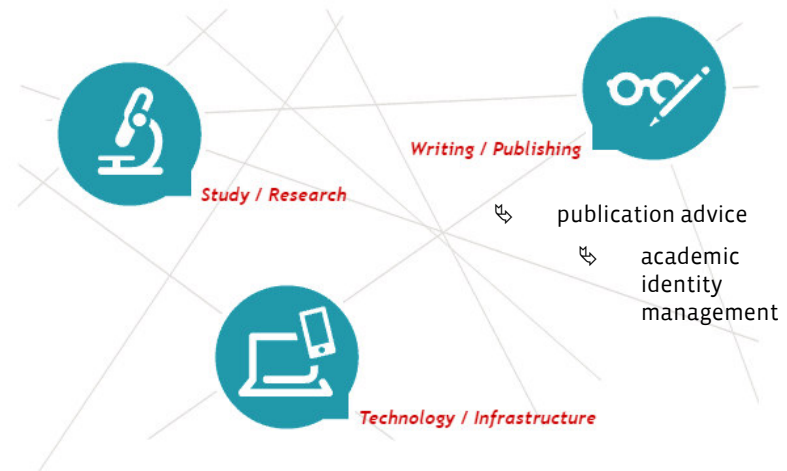 Writing / Publishing
Study / Research
publication advice
academic
identity
management
Technology / Infrastructure